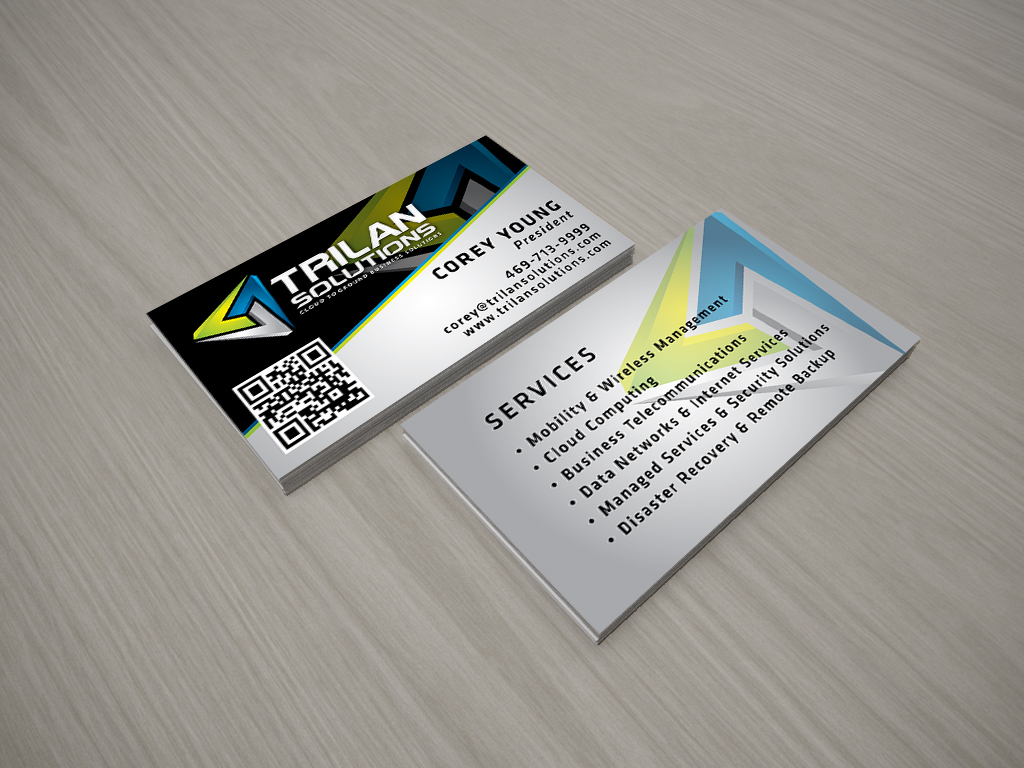 TRILAN
SOLUTIONS
CLOUD TO GROUND BUSINESS SOLUTIONS
COREY YOUNG
President
469-713-9999
corey@trilansolutions.com
www.trilansolutions.com
SERVICES
• Mobility & Wireless Management
• Cloud Computing
• Business Telecommunications
• Data Networks & Internet Services
• Managed Services & Security Solutions
• Disaster Recovery & Remote Backup